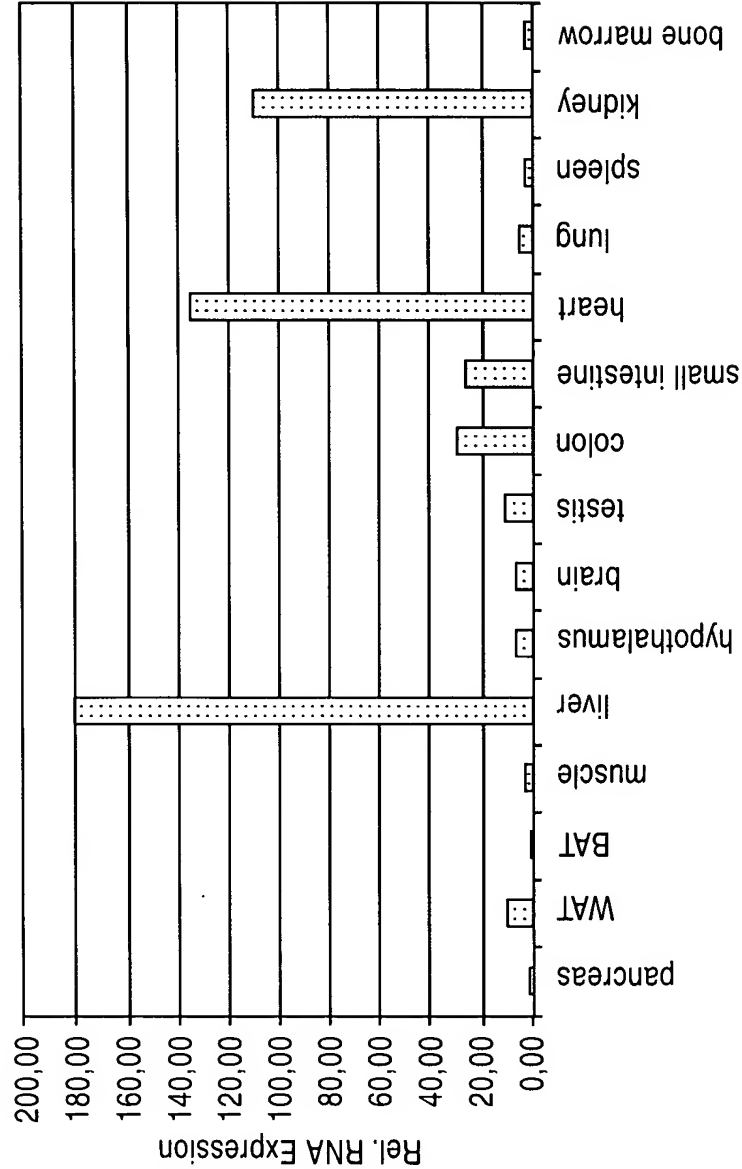 Rel. RNA Expression
200,00
180,00
160,00
140,00
120,00
100,00
80,00
60,00
40,00
20,00
0,00
pancreas
WAT
BAT
muscle
liver
hypothalamus
brain
testis
colon
small intestine
heart
lung
spleen
kidney
bone marrow